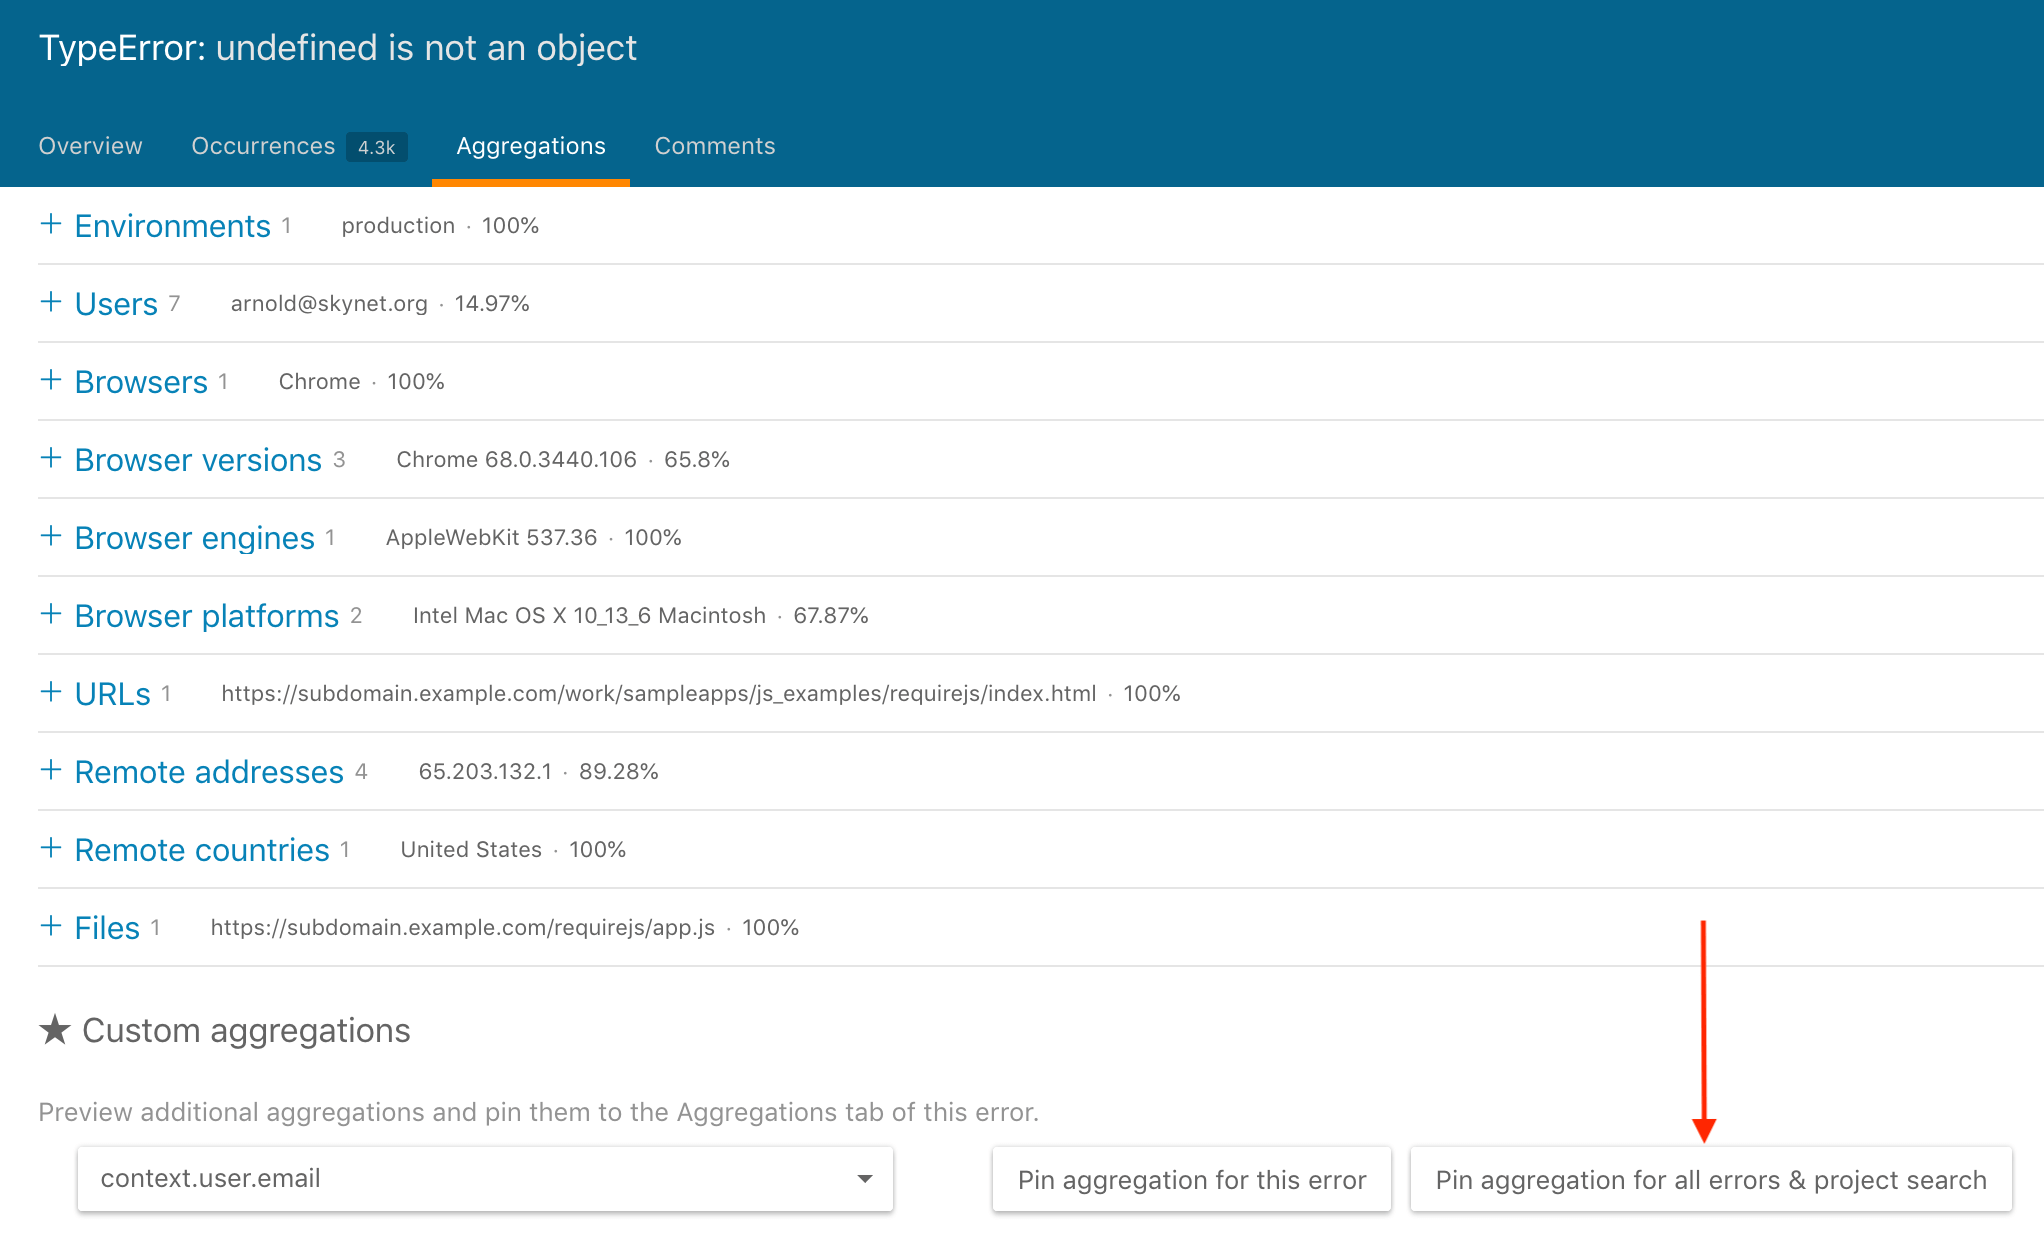 TypeError: undefined is not an object
Overview Occurrences 4.3k Aggregations Comments
+ Environments 1 production · 100%
+ Users 7 arnold@skynet.org · 14.97%
+ Browsers 1 Chrome · 100%
+ Browser versions 3 Chrome 68.0.3440.106 · 65.8%
+ Browser engines 1 AppleWebKit 537.36 · 100%
+ Browser platforms 2 Intel Mac OS X 10_13_6 Macintosh · 67.87%
+ URLs 1 https://subdomain.example.com/work/sampleapps/js_examples/requirejs/index.html · 100%
+ Remote addresses 4 65.203.132.1 · 89.28%
+ Remote countries 1 United States · 100%
+ Files 1 https://subdomain.example.com/requirejs/app.js · 100%
★ Custom aggregations
Preview additional aggregations and pin them to the Aggregations tab of this error.
context.user.email Pin aggregation for this error Pin aggregation for all errors & project search